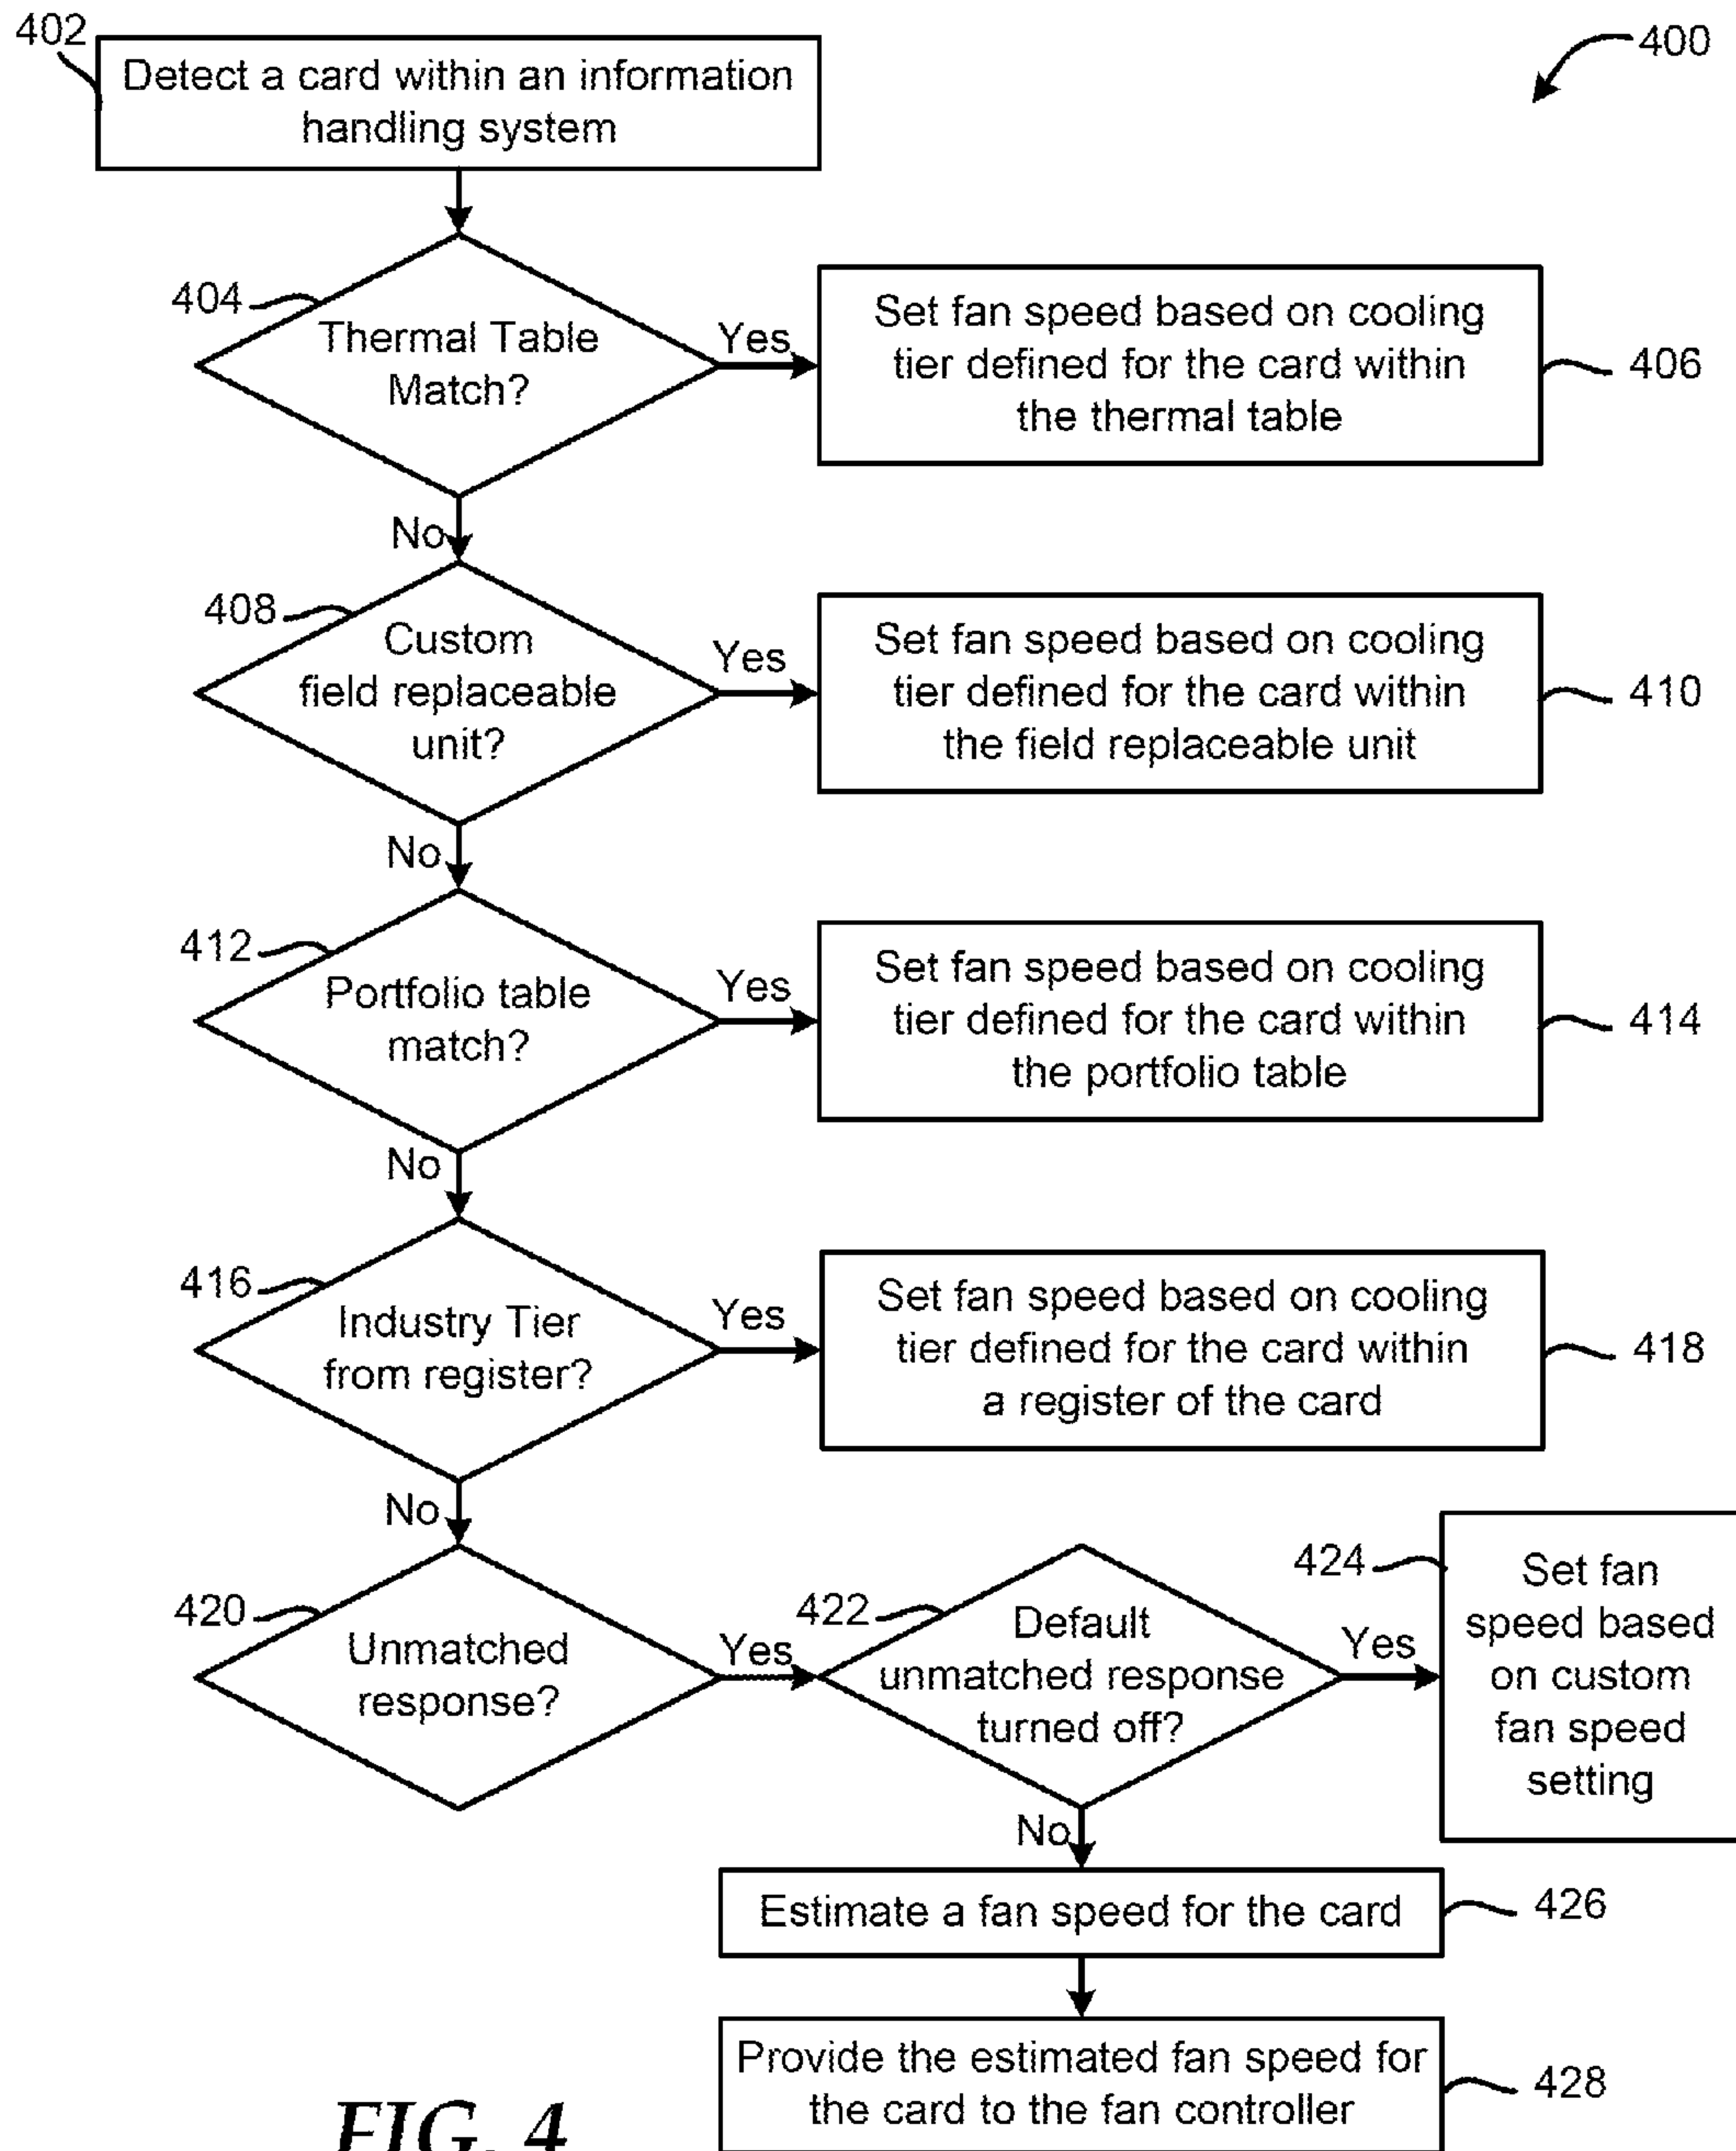 402
Detect a card within an information
handling system
400
404
Thermal Table
Match?
Yes
Set fan speed based on cooling
tier defined for the card within
the thermal table
406
No
408
Custom
field replaceable
unit?
Yes
Set fan speed based on cooling
tier defined for the card within
the field replaceable unit
410
No
412
Portfolio table
match?
Yes
Set fan speed based on cooling
tier defined for the card within
the portfolio table
414
No
416
Industry Tier
from register?
Yes
Set fan speed based on cooling
tier defined for the card within
a register of the card
418
No
420
Unmatched
response?
Yes
422
Default
unmatched response
turned off?
Yes
424
Set fan
speed based
on custom
fan speed
setting
No
Estimate a fan speed for the card
426
Provide the estimated fan speed for
the card to the fan controller
428
FIG. 4